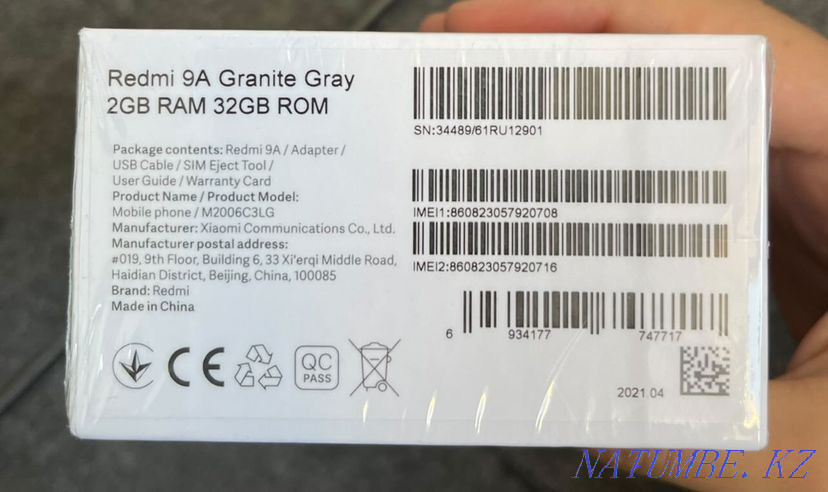 Redmi 9A Granite Gray
2GB RAM 32GB ROM
Package contents: Redmi 9A / Adapter /
USB Cable / SIM Eject Tool /
User Guide / Warranty Card
Product Name / Product Model:
Mobile phone / M2006C3LG
Manufacturer: Xiaomi Communications Co., Ltd.
Manufacturer postal address:
#019, 9th Floor, Building 6, 33 Xi'erqi Middle Road,
Haidian District, Beijing, China, 100085
Brand: Redmi
Made in China
CE
QC
PASS
SN:34489/61RU12901
IMEI1:860823057920708
IMEI2:860823057920716
6 934177 747717
2021.04
NATUMBE.KZ